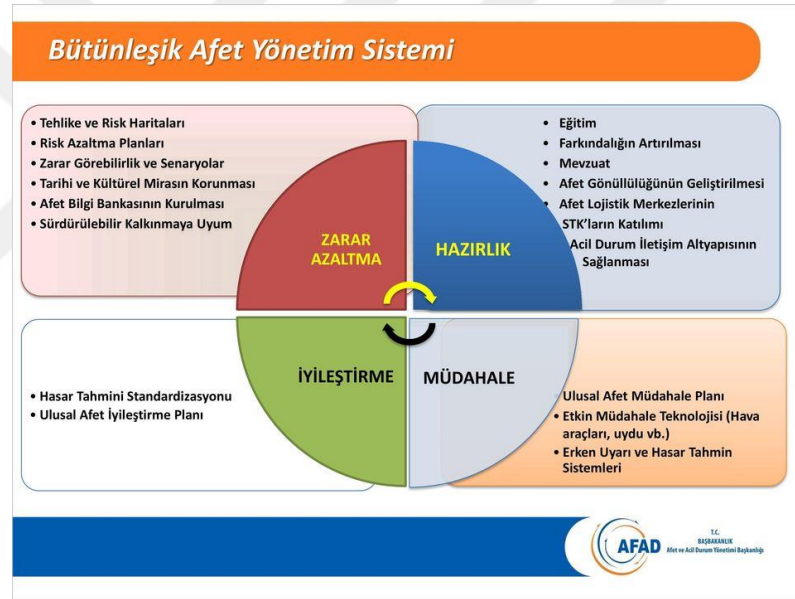 Bütünleşik Afet Yönetim Sistemi
• Tehlike ve Risk Haritaları
• Risk Azaltma Planları
• Zarar Görebilirlik ve Senaryolar
• Tarihi ve Kültürel Mirasın Korunması
• Afet Bilgi Bankasının Kurulması
• Sürdürülebilir Kalkınmaya Uyum
ZARAR
AZALTMA
• Eğitim
• Farkındalığın Artırılması
• Mevzuat
• Afet Gönüllülüğünün Geliştirilmesi
• Afet Lojistik Merkezlerinin
STK'ların Katılımı
Acil Durum İletişim Altyapısının
Sağlanması
HAZIRLIK
İYİLEŞTİRME
• Hasar Tahmini Standardizasyonu
• Ulusal Afet İyileştirme Planı
MÜDAHALE
Ulusal Afet Müdahale Planı
• Etkin Müdahale Teknolojisi (Hava
araçları, uydu vb.)
• Erken Uyarı ve Hasar Tahmin
Sistemleri
AFAD
T.C.
BAŞBAKANLIK
Afet ve Acil Durum Yönetimi Başkanlığı